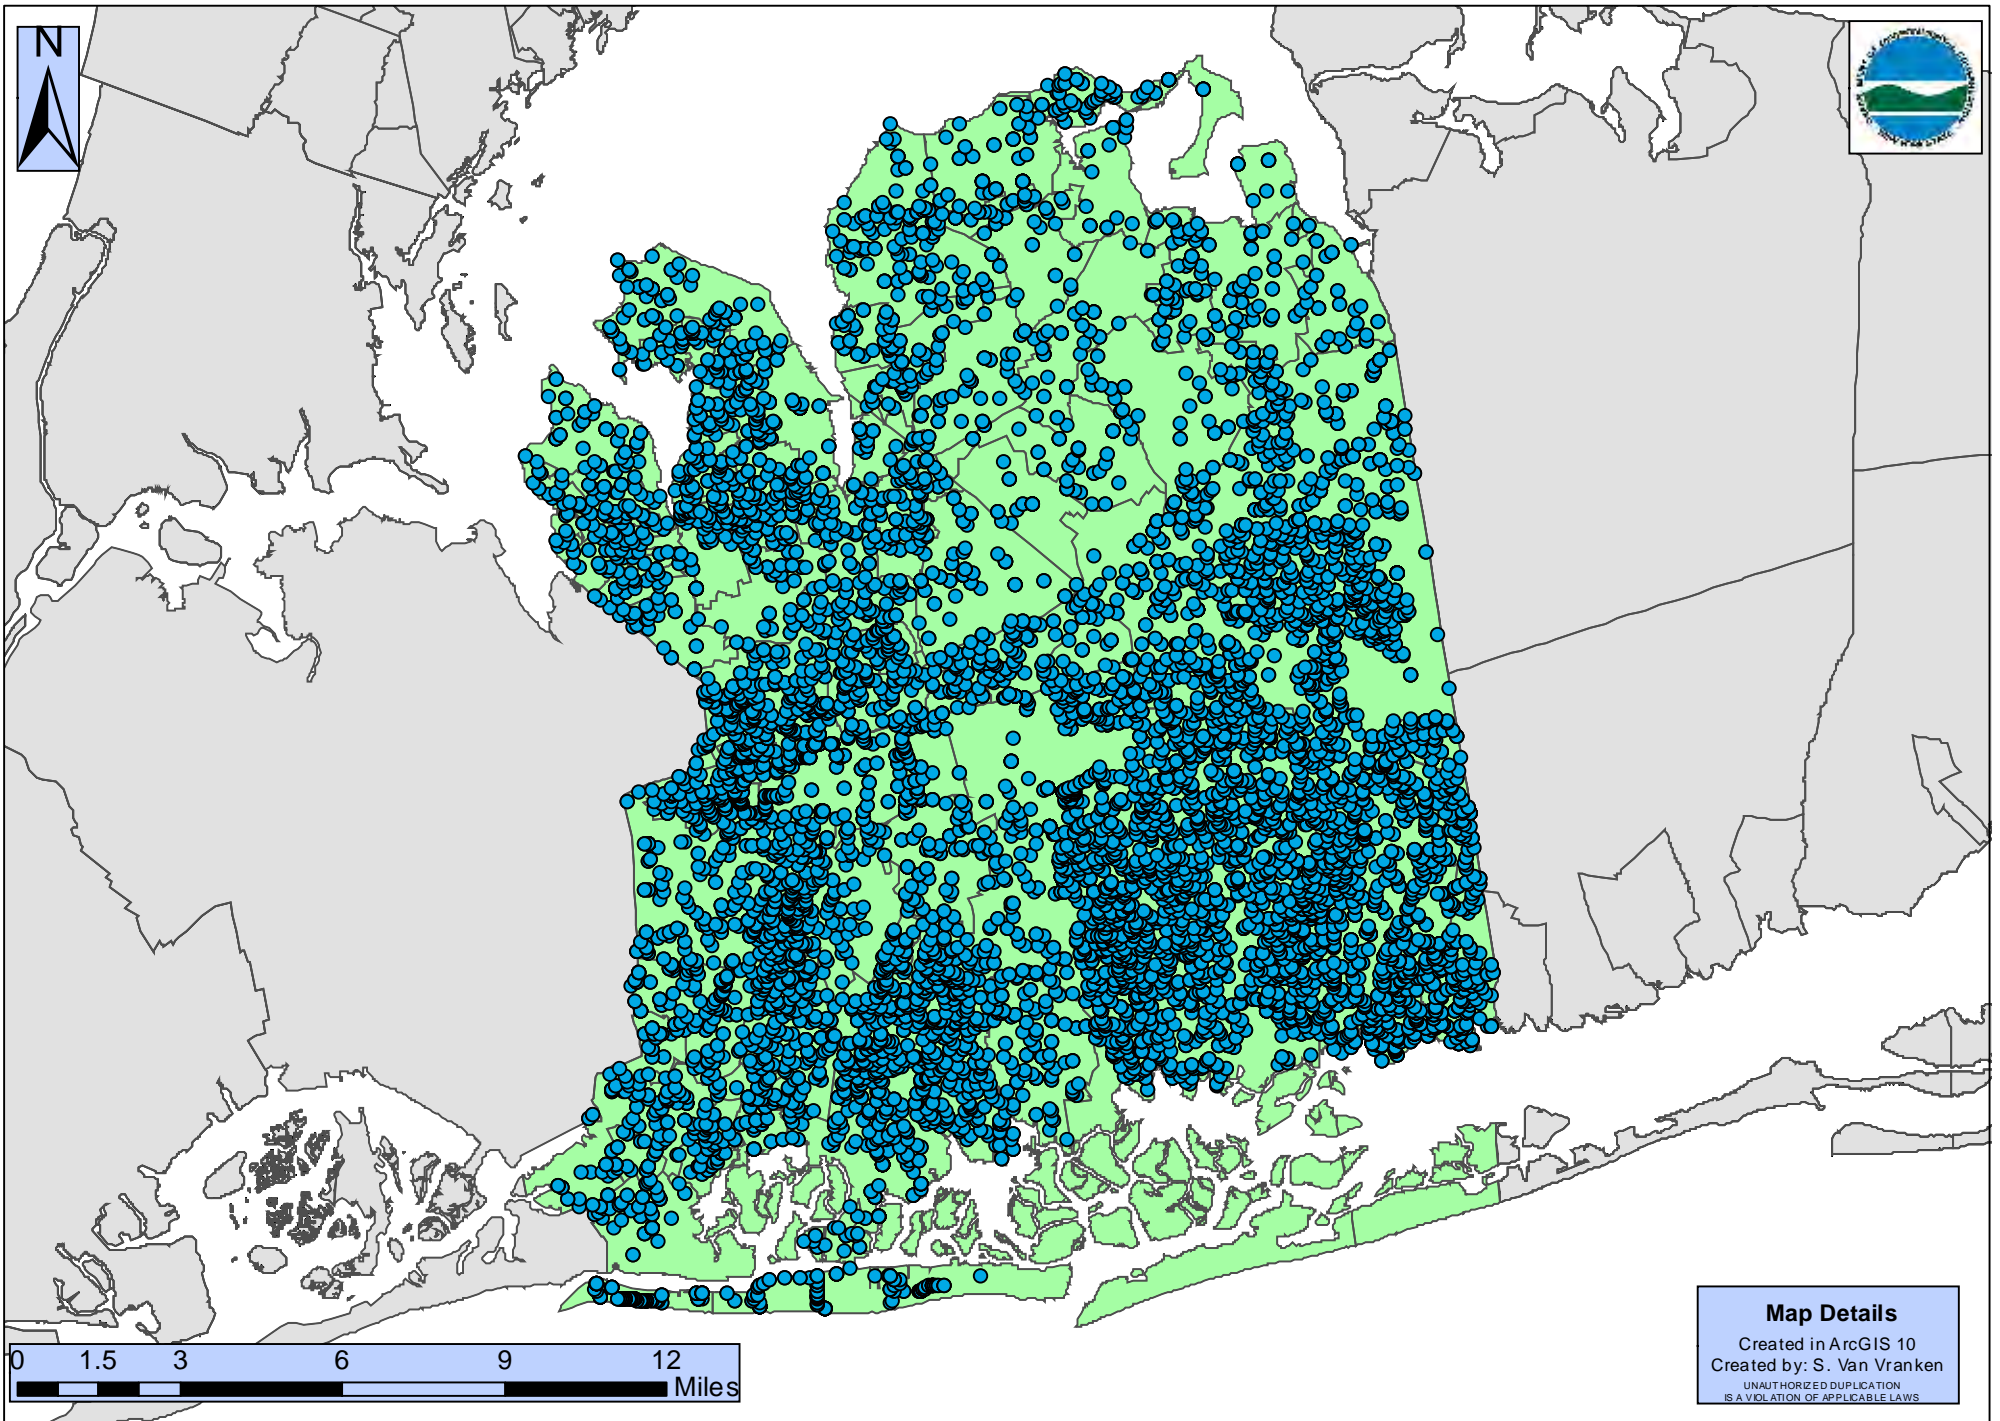 N
0 1.5 3 6 9 12
Miles
Map Details
Created in ArcGIS 10
Created by: S. Van Vranken
UNAUTHORIZED DUPLICATION
IS A VIOLATION OF APPLICABLE LAWS